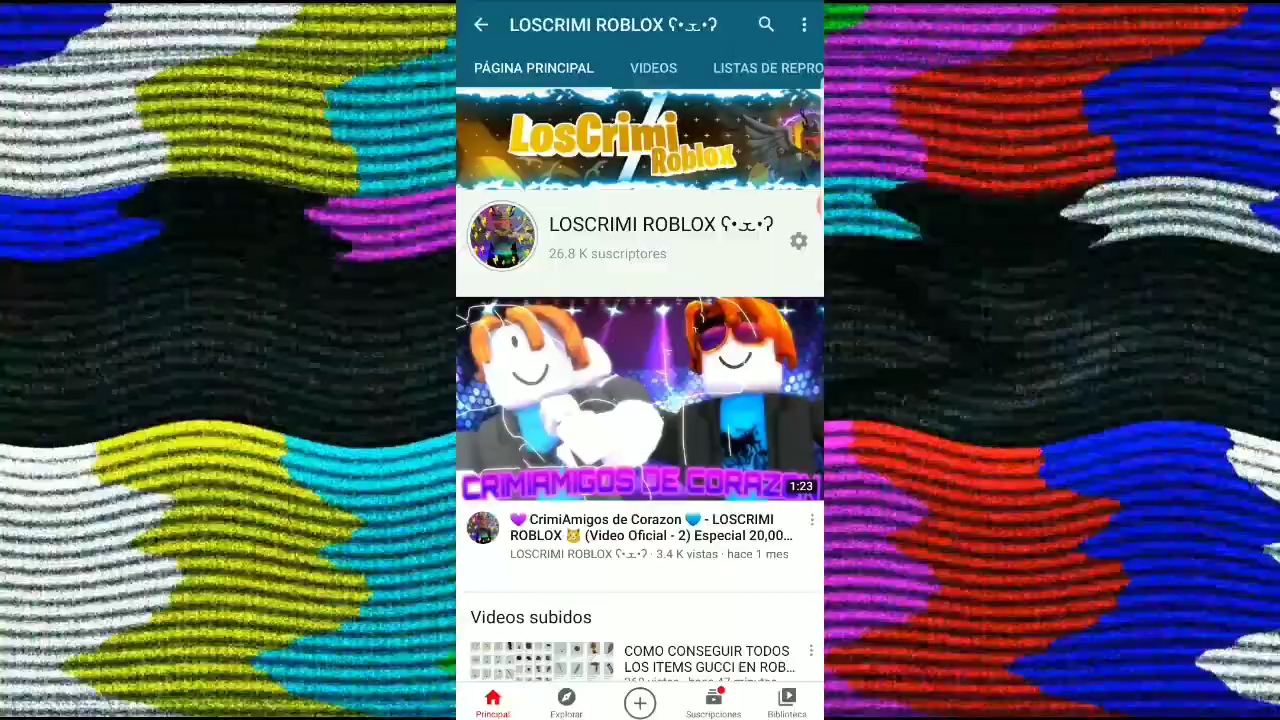 LOSCRIMI ROBLOX ʕ•ܫ•ʔ
PÁGINA PRINCIPAL VIDEOS LISTAS DE REPRO
LosCrimi
Roblox
LOSCRIMI ROBLOX ʕ•ܫ•ʔ
26.8 K suscriptores
CRIMIAMIGOS DE CORAZON
1:23
💜 CrimiAmigos de Corazon 💙 - LOSCRIMI
ROBLOX 😼 (Video Oficial - 2) Especial 20,00...
LOSCRIMI ROBLOX ʕ•ܫ•ʔ · 3.4 K vistas · hace 1 mes
Videos subidos
COMO CONSEGUIR TODOS
LOS ITEMS GUCCI EN ROB...
Principal Explorar Suscripciones Biblioteca